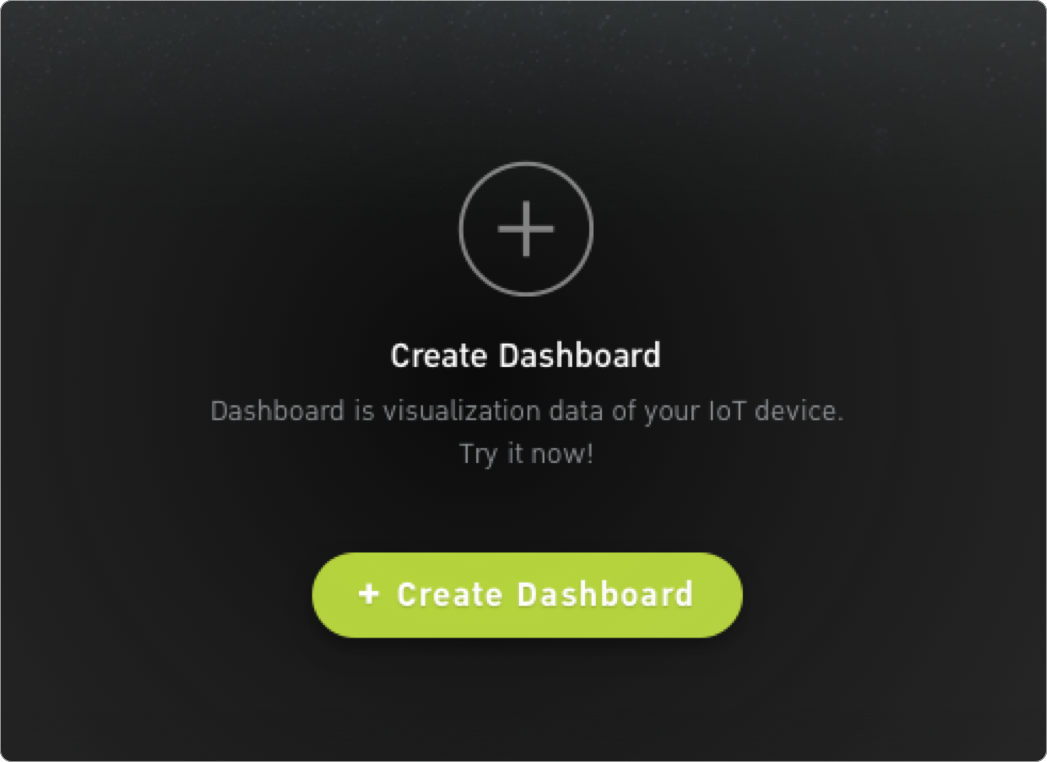 Create Dashboard
Dashboard is visualization data of your IoT device.
Try it now!
+ Create Dashboard